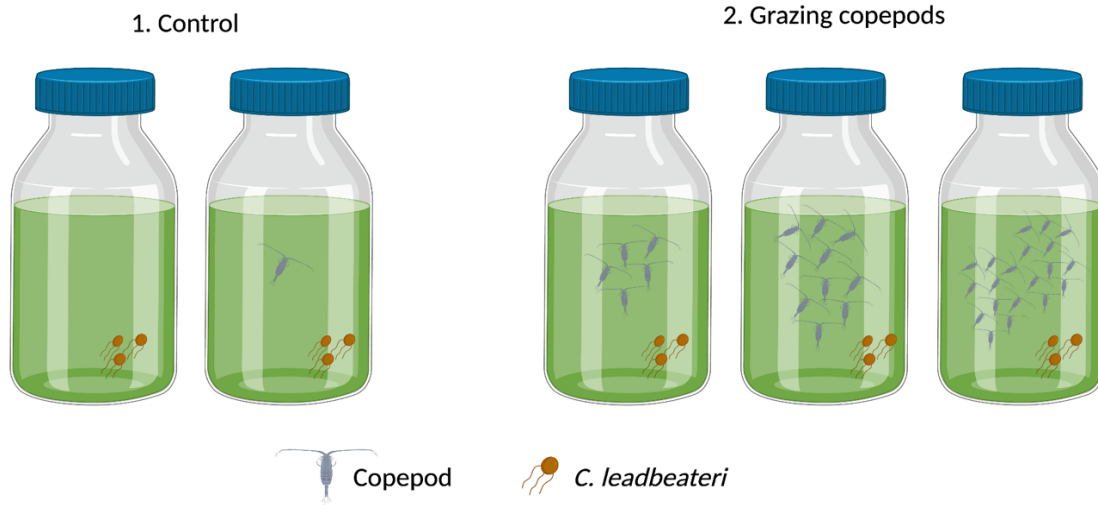 1. Control
2. Grazing copepods
Copepod
C. leadbeateri